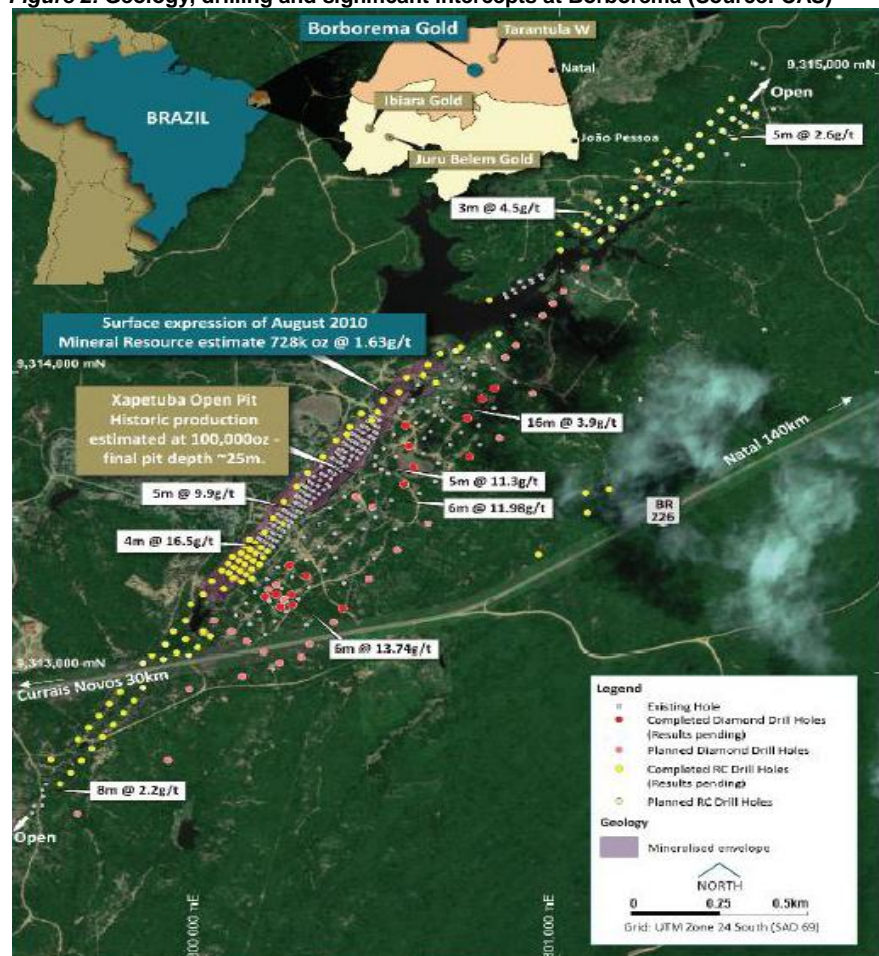 Figure 2: Geology, drilling and significant intercepts at Borborema (Source: CAS)
Borborema Gold
Tarantula W
Natal
9,315,000 mN
Open
BRAZIL
Ibiara Gold
João Pessoa
5m @ 2.6g/t
Juru Belem Gold
3m @ 4.5g/t
Surface expression of August 2010
Mineral Resource estimate 728k oz @ 1.63g/t
9,314,000 mN
Xapetuba Open Pit
Historic production
estimated at 100,000oz -
final pit depth ~25m.
16m @ 3.9g/t
Natal 140km
5m @ 11.3g/t
5m @ 9.9g/t
6m @ 11.98g/t
BR
226
4m @ 16.5g/t
6m @ 13.74g/t
9,313,000 mN
Currais Novos 30km
8m @ 2.2g/t
Open
Legend
Existing Hole
Completed Diamond Drill Holes
(Results pending)
Planned Diamond Drill Holes
Completed RC Drill Holes
(Results pending)
Planned RC Drill Holes
Geology
Mineralised envelope
NORTH
0 0.25 0.5km
Grid: UTM Zone 24 South (SAD 69)